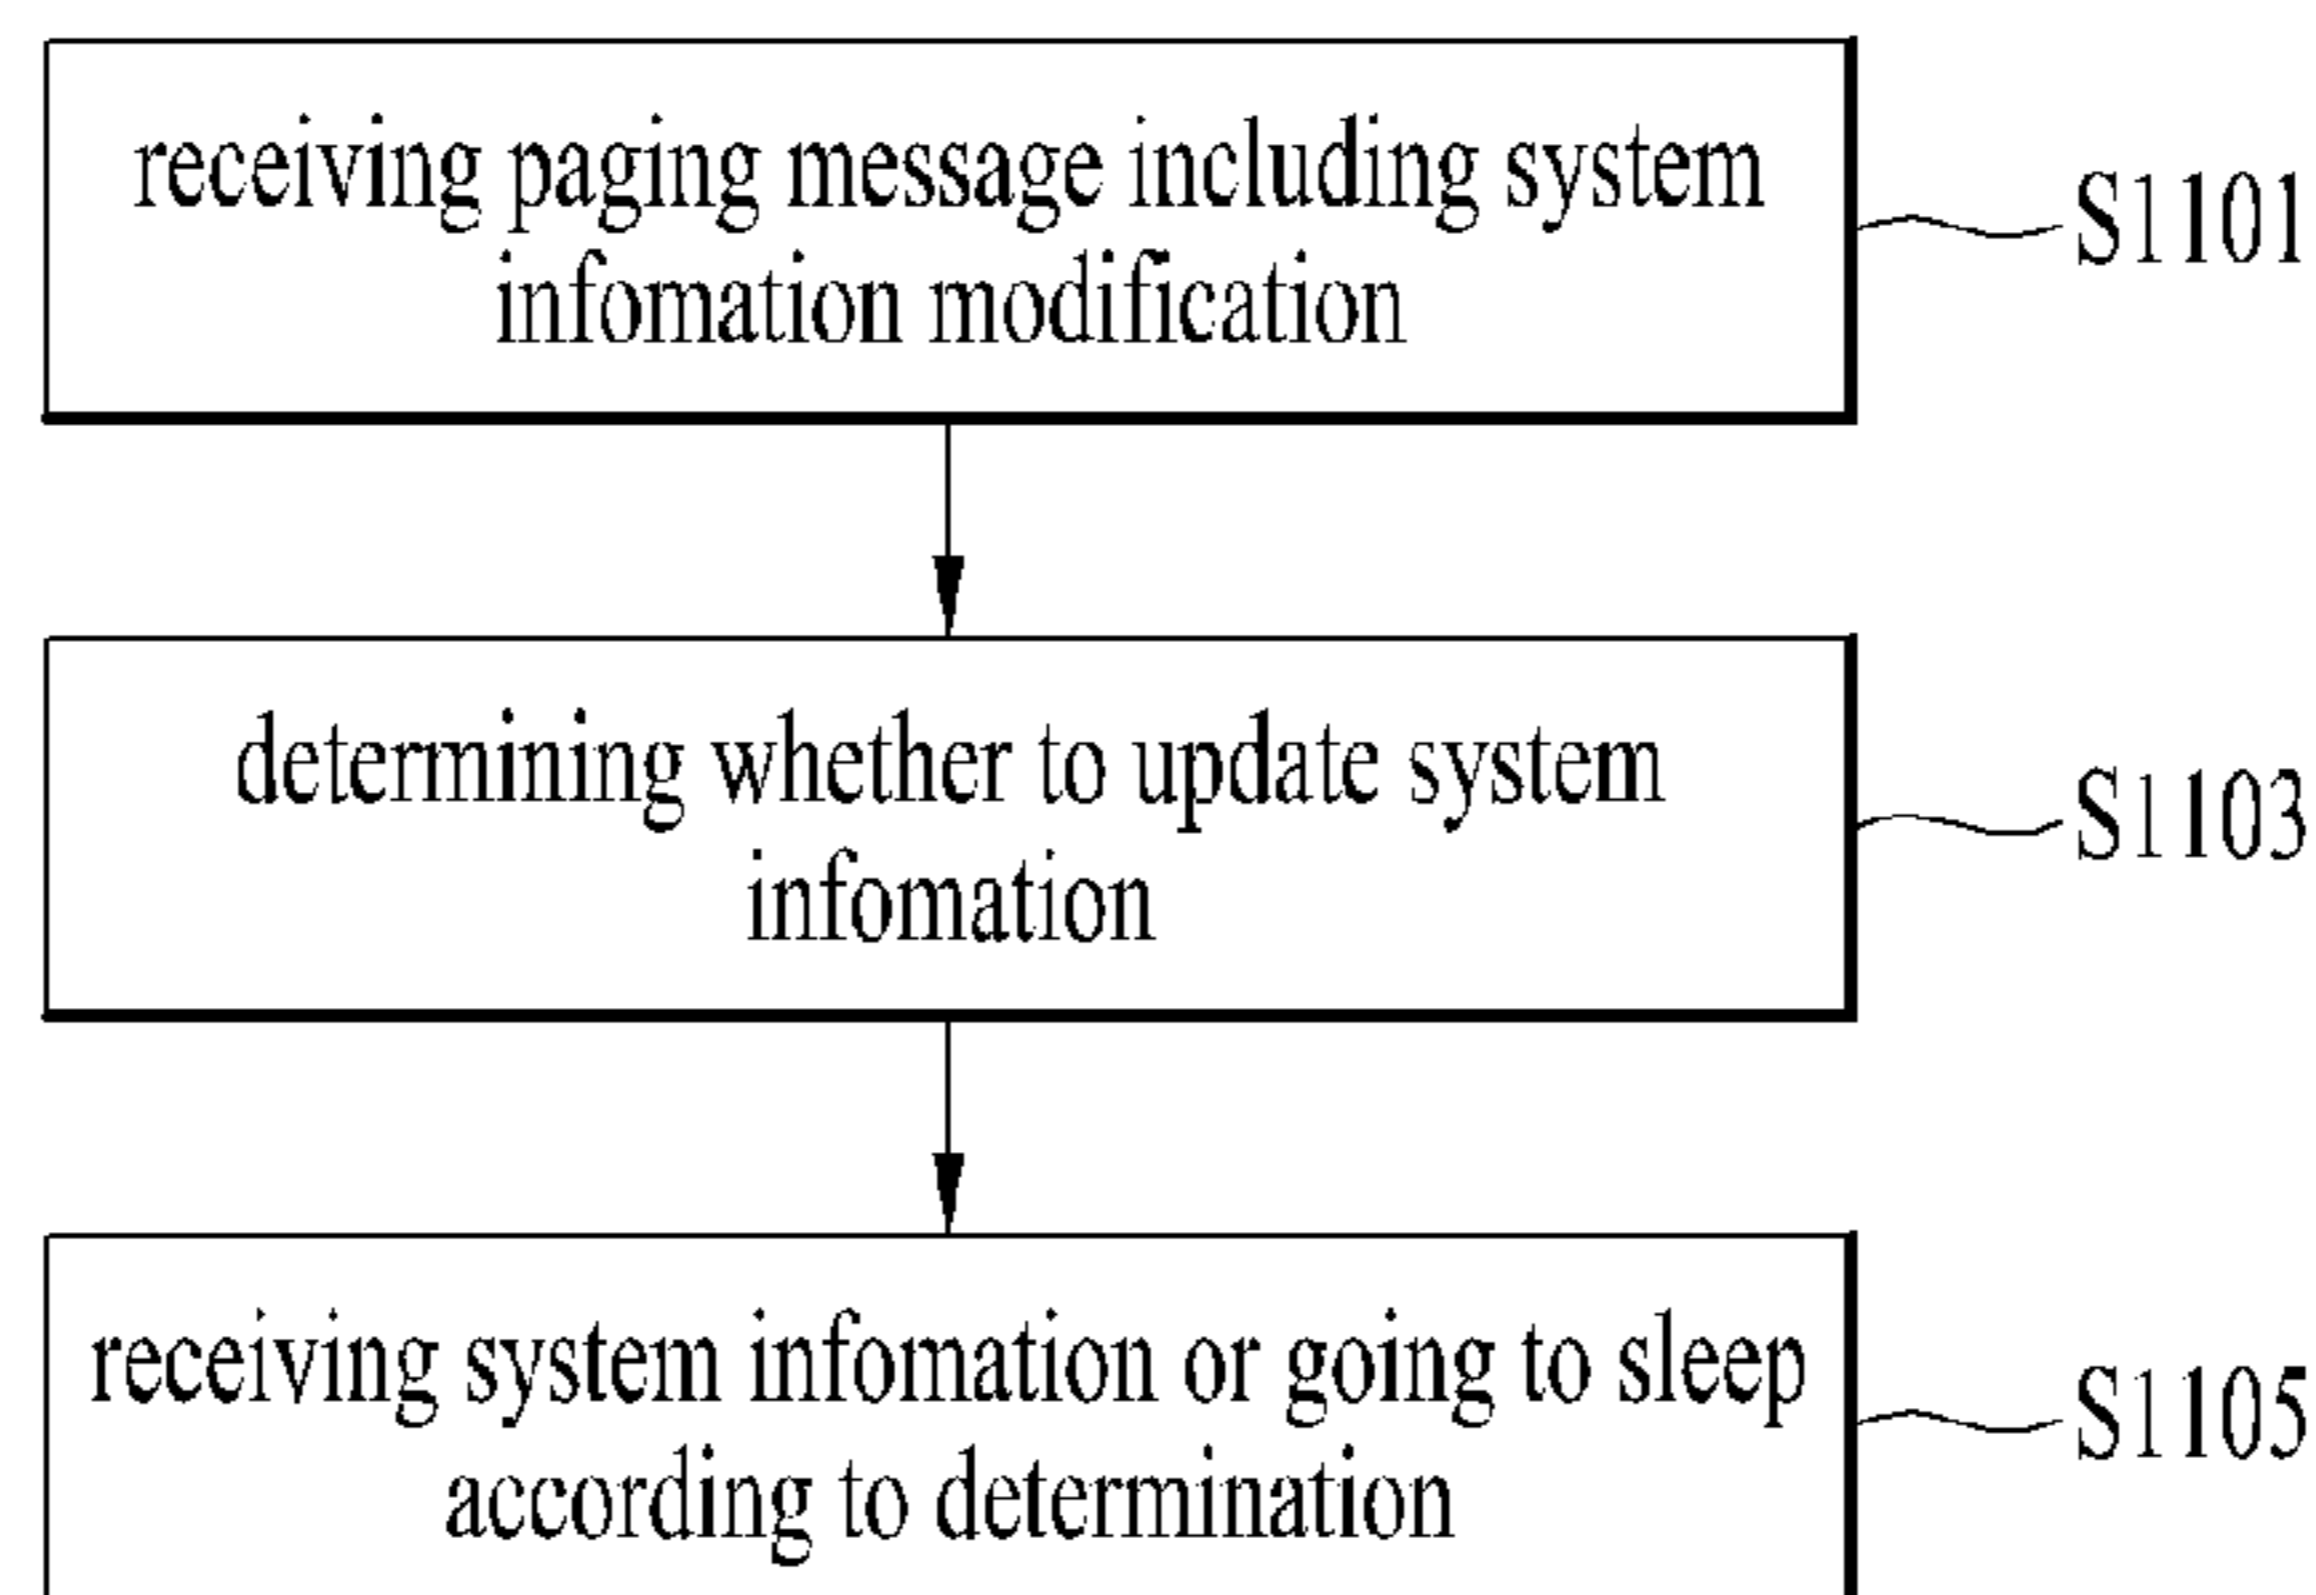 receiving paging message including system
infomation modification
S1101
determining whether to update system
infomation
S1103
receiving system infomation or going to sleep
according to determination
S1105